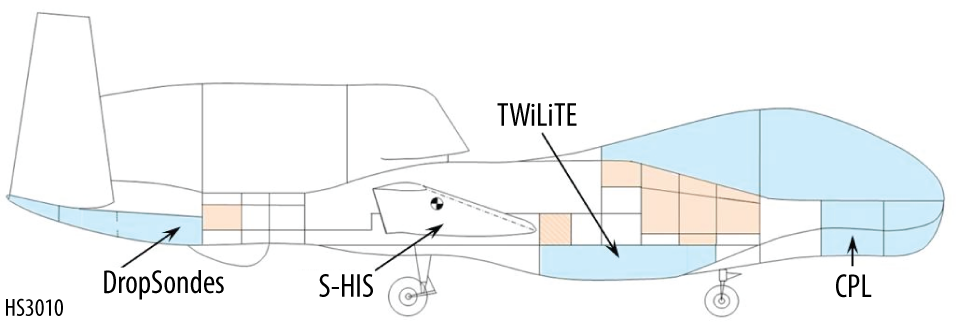 TWiLiTE
DropSondes
S-HIS
CPL
HS3010